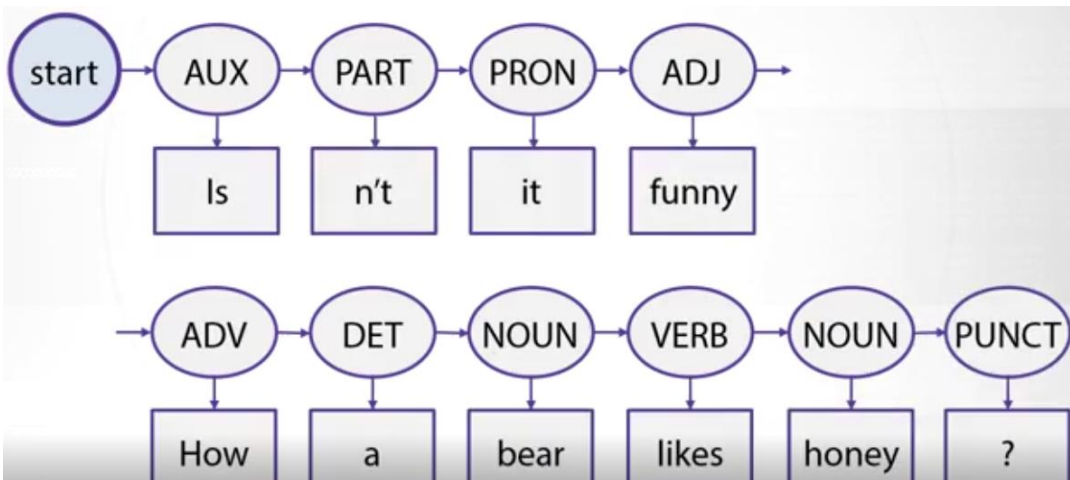 start AUX PART PRON ADJ
Is n't it funny
ADV DET NOUN VERB NOUN PUNCT
How a bear likes honey ?